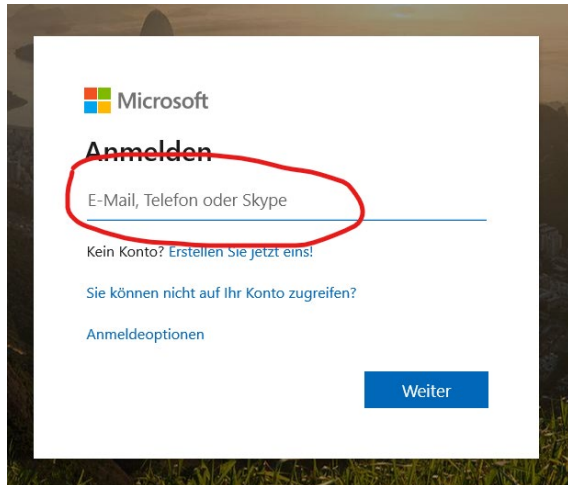 Microsoft
Anmelden
E-Mail, Telefon oder Skype
Kein Konto? Erstellen Sie jetzt eins!
Sie können nicht auf Ihr Konto zugreifen?
Anmeldeoptionen
Weiter